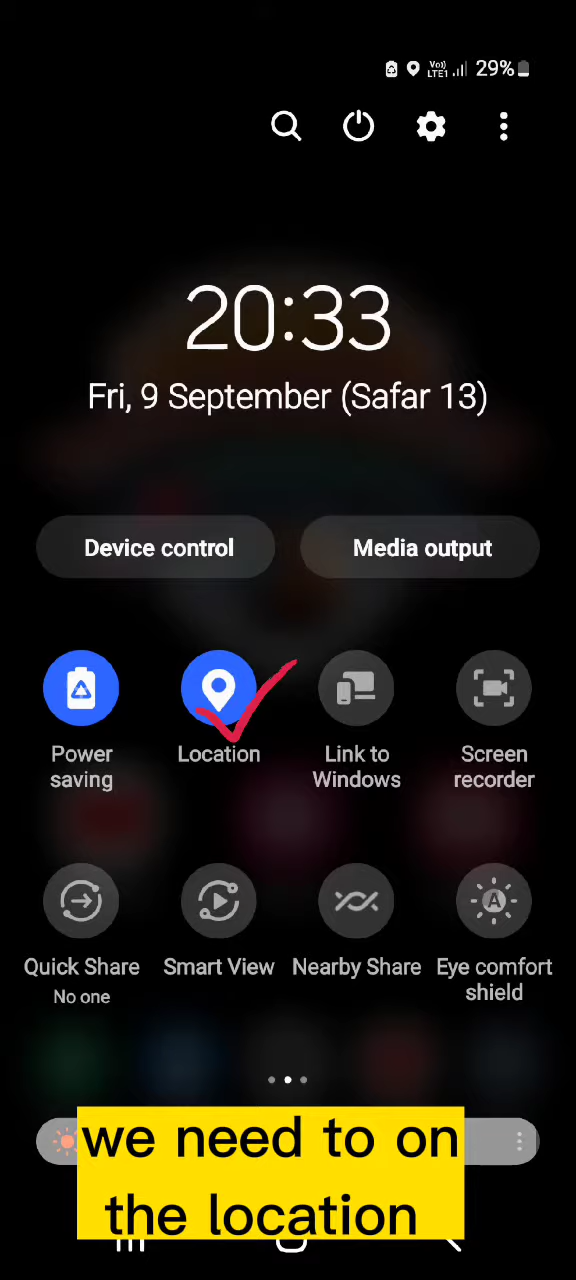 Vo)) LTE1 29%
20:33
Fri, 9 September (Safar 13)
Device control Media output
Power saving Location Link to Windows Screen recorder
Quick Share Smart View Nearby Share Eye comfort shield
No one
we need to on
the location